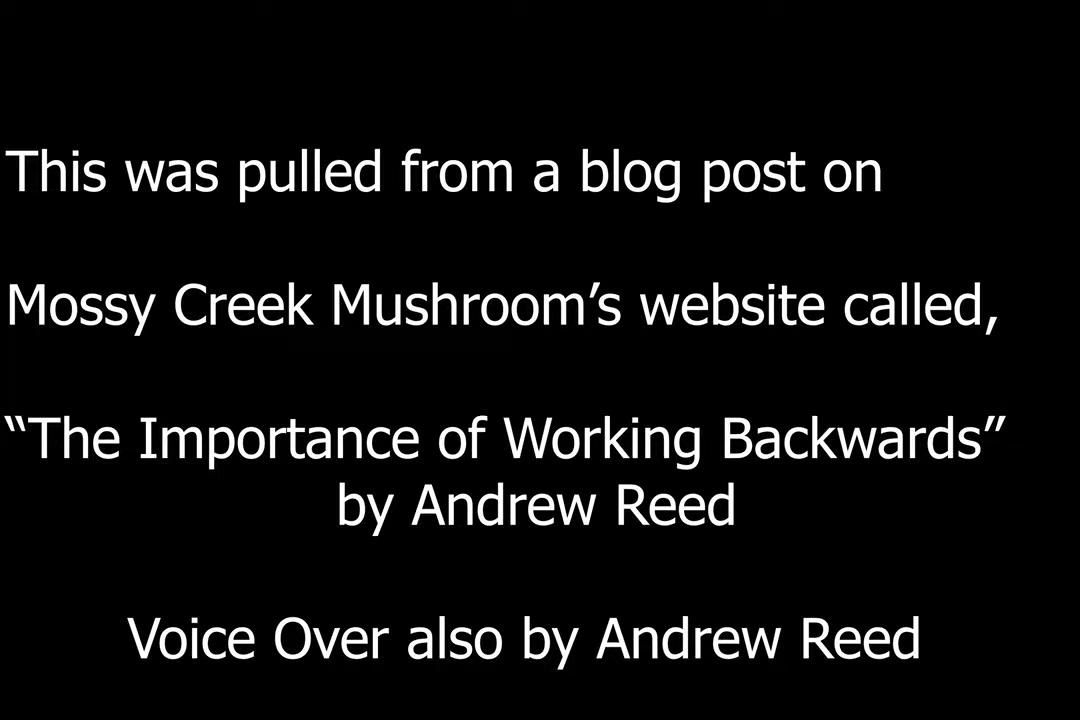 This was pulled from a blog post on
Mossy Creek Mushroom’s website called,
“The Importance of Working Backwards”
by Andrew Reed
Voice Over also by Andrew Reed